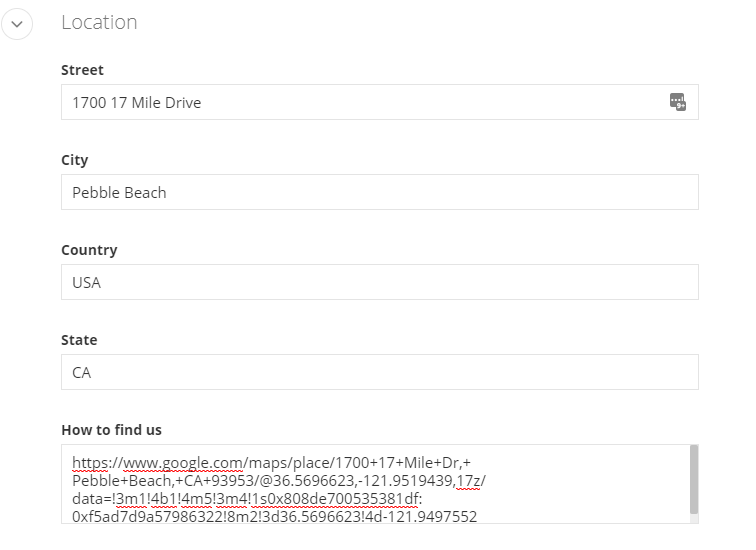 Location
Street
1700 17 Mile Drive
9+
City
Pebble Beach
Country
USA
State
CA
How to find us
https://www.google.com/maps/place/1700+17+Mile+Dr,+
Pebble+Beach,+CA+93953/@36.5696623,-121.9519439,17z/
data=!3m1!4b1!4m5!3m4!1s0x808de700535381df:
0xf5ad7d9a57986322!8m2!3d36.5696623!4d-121.9497552